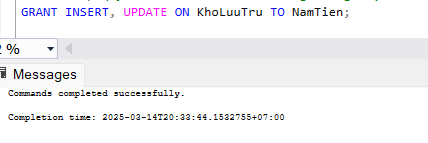 GRANT INSERT, UPDATE ON KhoLuuTru TO NamTien;
%
Messages
Commands completed successfully.
Completion time: 2025-03-14T20:33:44.1532755+07:00